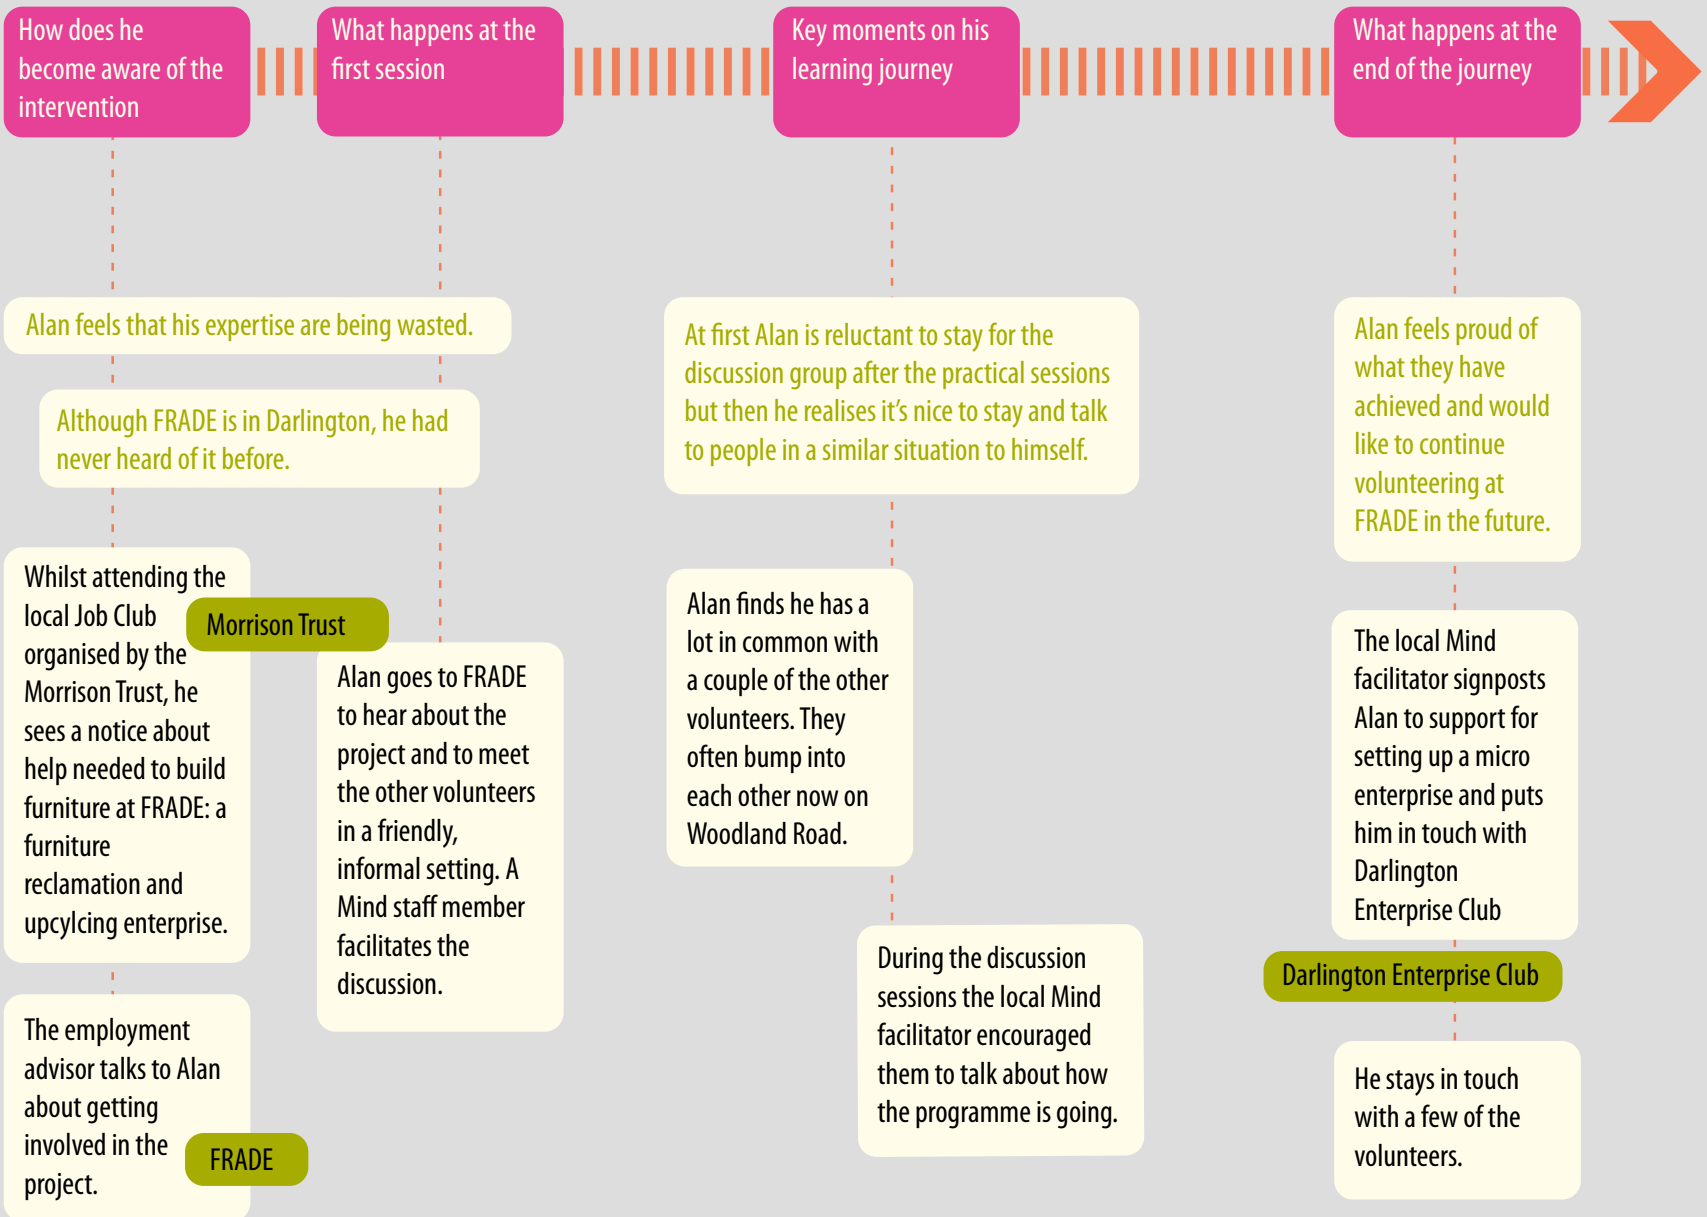 How does he
become aware of the
intervention
What happens at the
first session
Key moments on his
learning journey
What happens at the
end of the journey
Alan feels that his expertise are being wasted.
Although FRADE is in Darlington, he had
never heard of it before.
Whilst attending the
local Job Club
organised by the
Morrison Trust, he
sees a notice about
help needed to build
furniture at FRADE: a
furniture
reclamation and
upcylcing enterprise.
Morrison Trust
The employment
advisor talks to Alan
about getting
involved in the
project.
FRADE
Alan goes to FRADE
to hear about the
project and to meet
the other volunteers
in a friendly,
informal setting. A
Mind staff member
facilitates the
discussion.
At first Alan is reluctant to stay for the
discussion group after the practical sessions
but then he realises it’s nice to stay and talk
to people in a similar situation to himself.
Alan finds he has a
lot in common with
a couple of the other
volunteers. They
often bump into
each other now on
Woodland Road.
During the discussion
sessions the local Mind
facilitator encouraged
them to talk about how
the programme is going.
Alan feels proud of
what they have
achieved and would
like to continue
volunteering at
FRADE in the future.
The local Mind
facilitator signposts
Alan to support for
setting up a micro
enterprise and puts
him in touch with
Darlington
Enterprise Club
Darlington Enterprise Club
He stays in touch
with a few of the
volunteers.